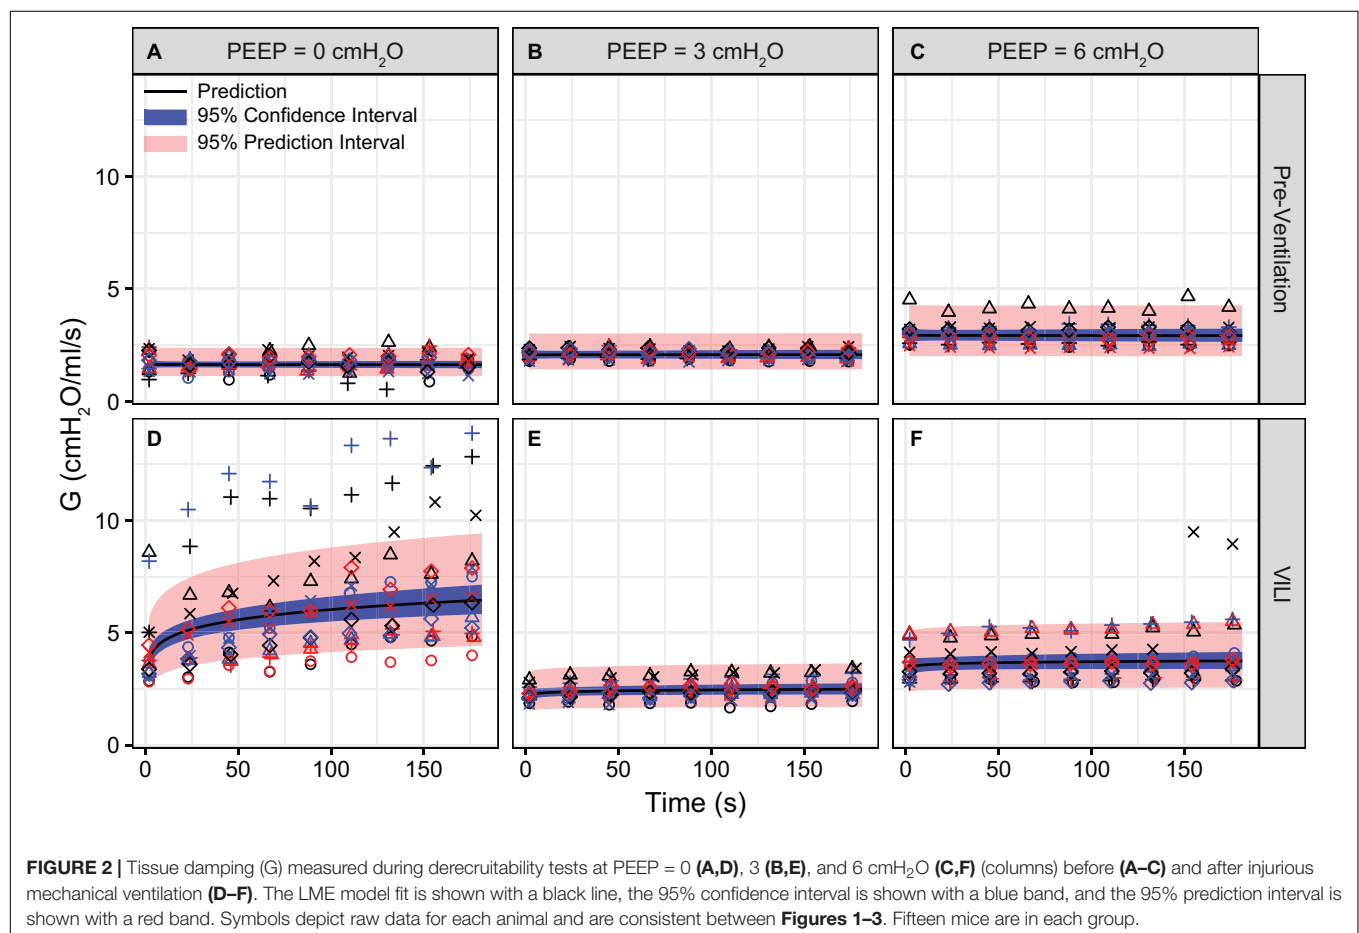 A PEEP = 0 cmH2O
B PEEP = 3 cmH2O
C PEEP = 6 cmH2O
Prediction
95% Confidence Interval
95% Prediction Interval
10
5
0
Pre-Ventilation
G (cmH2O/ml/s)
D
E
F
10
5
0
VILI
0 50 100 150
0 50 100 150
0 50 100 150
Time (s)
FIGURE 2 | Tissue damping (G) measured during derecruitability tests at PEEP = 0 (A,D), 3 (B,E), and 6 cmH2O (C,F) (columns) before (A–C) and after injurious
mechanical ventilation (D–F). The LME model fit is shown with a black line, the 95% confidence interval is shown with a blue band, and the 95% prediction interval is
shown with a red band. Symbols depict raw data for each animal and are consistent between Figures 1–3. Fifteen mice are in each group.